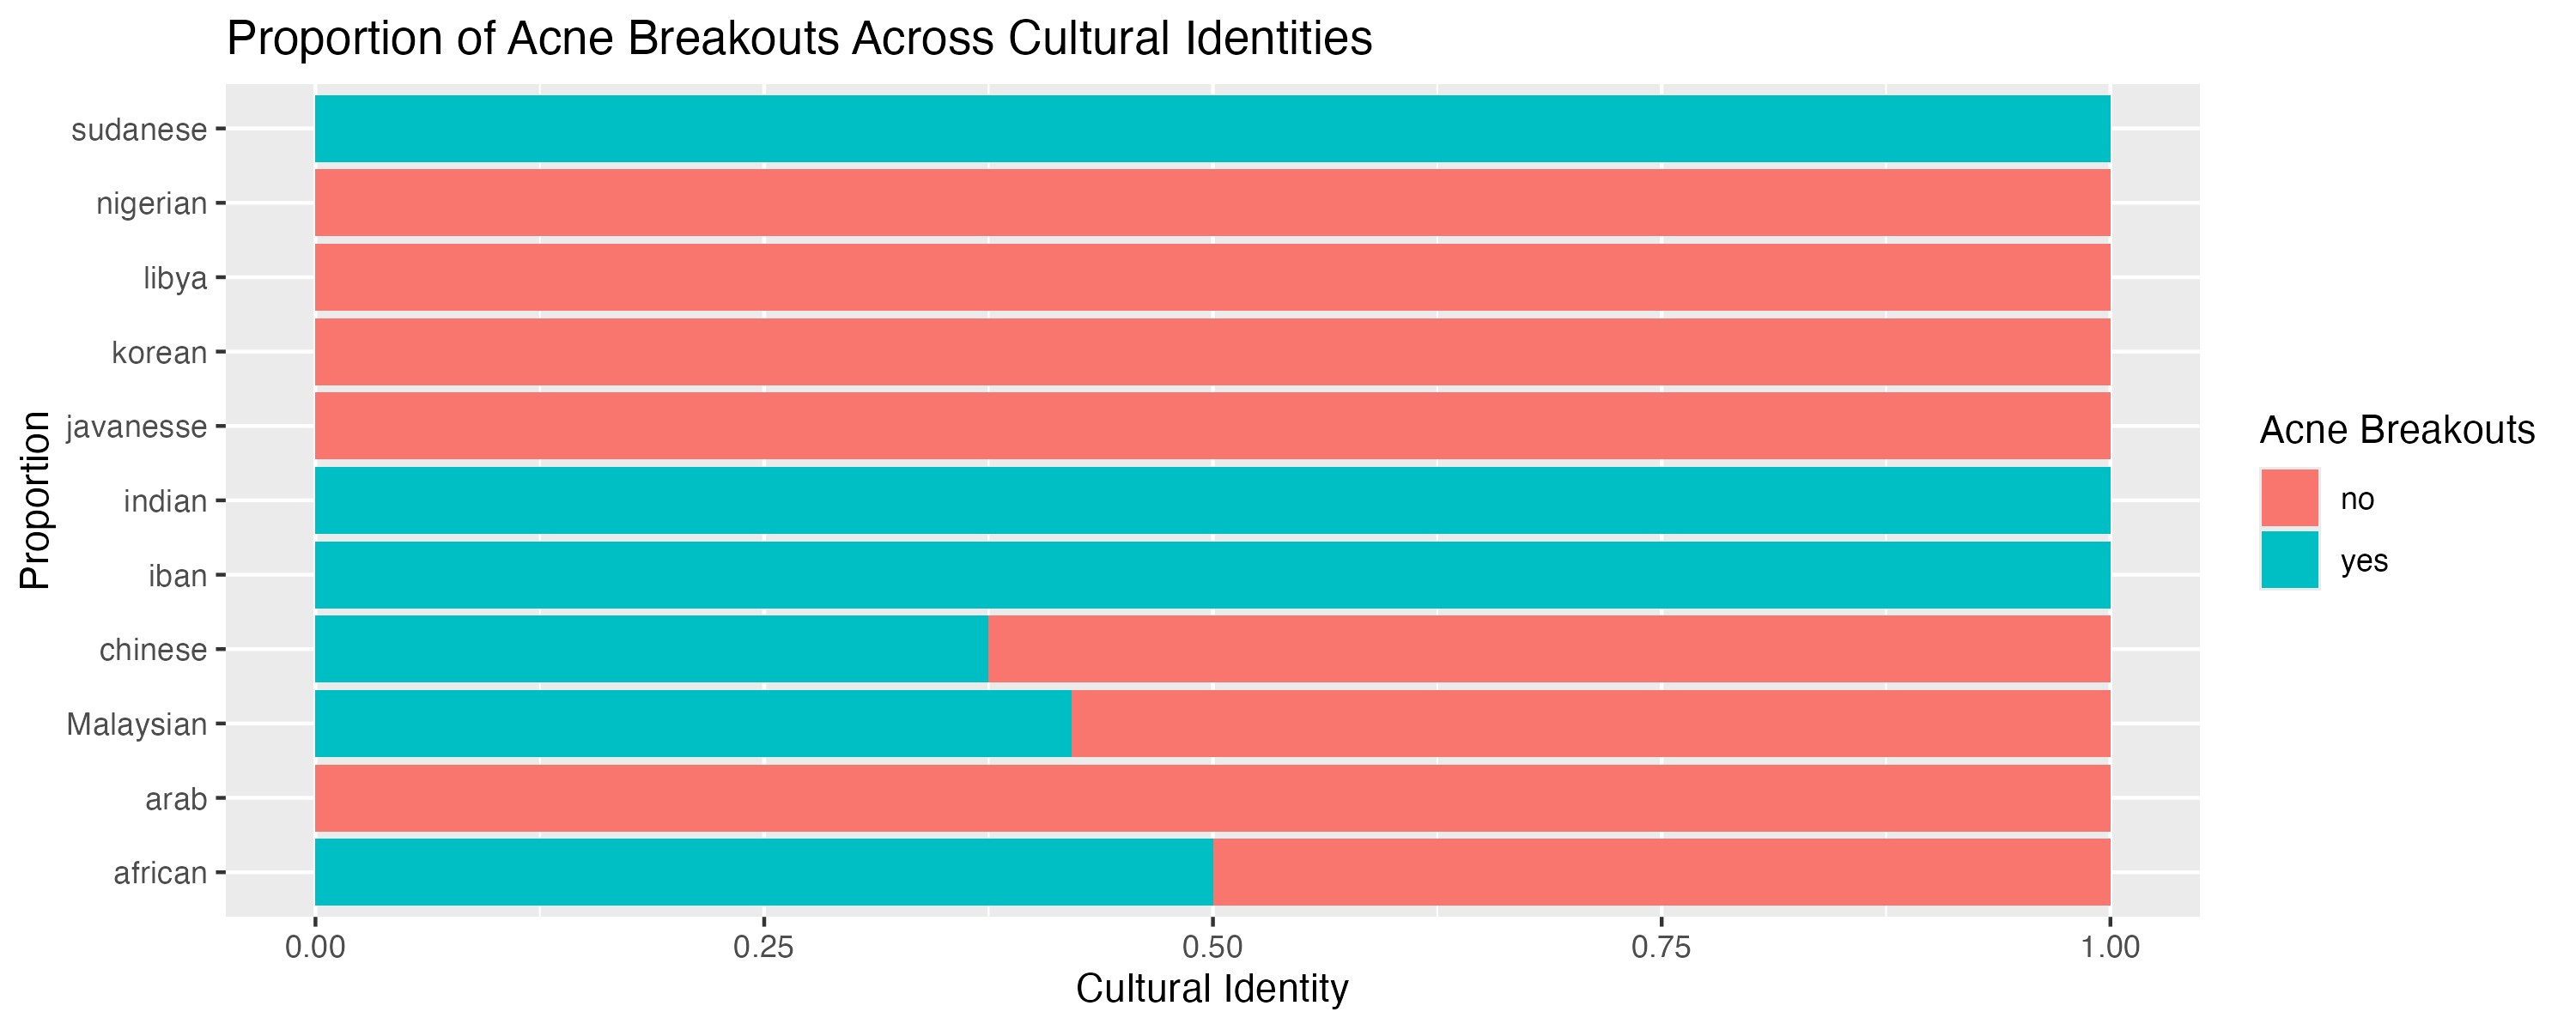 Proportion of Acne Breakouts Across Cultural Identities
Proportion
sudanese
nigerian
libya
korean
javanesse
indian
iban
chinese
Malaysian
arab
african
0.00 0.25 0.50 0.75 1.00
Cultural Identity
Acne Breakouts
no
yes